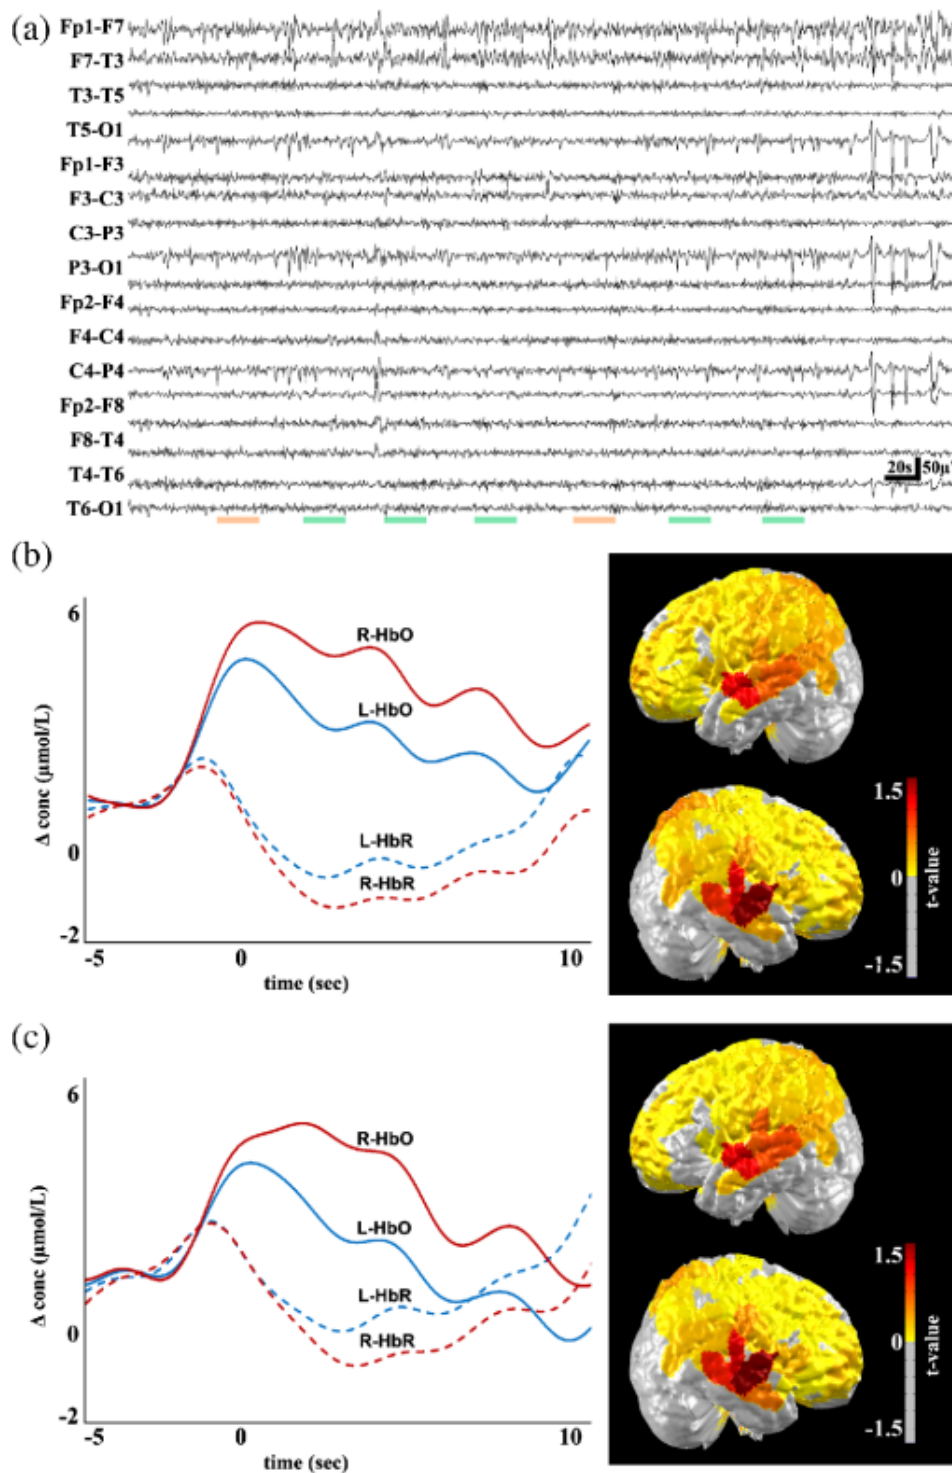 (a)
Fp1-F7
F7-T3
T3-T5
T5-O1
Fp1-F3
F3-C3
C3-P3
P3-O1
Fp2-F4
F4-C4
C4-P4
Fp2-F8
F8-T4
T4-T6
T6-O1
20s 50μ
(b)
6
0
-2
Δ conc (μmol/L)
R-HbO
L-HbO
L-HbR
R-HbR
-5 0 10
time (sec)
1.5
0
-1.5
t-value
(c)
6
0
-2
Δ conc (μmol/L)
R-HbO
L-HbO
L-HbR
R-HbR
-5 0 10
time (sec)
1.5
0
-1.5
t-value